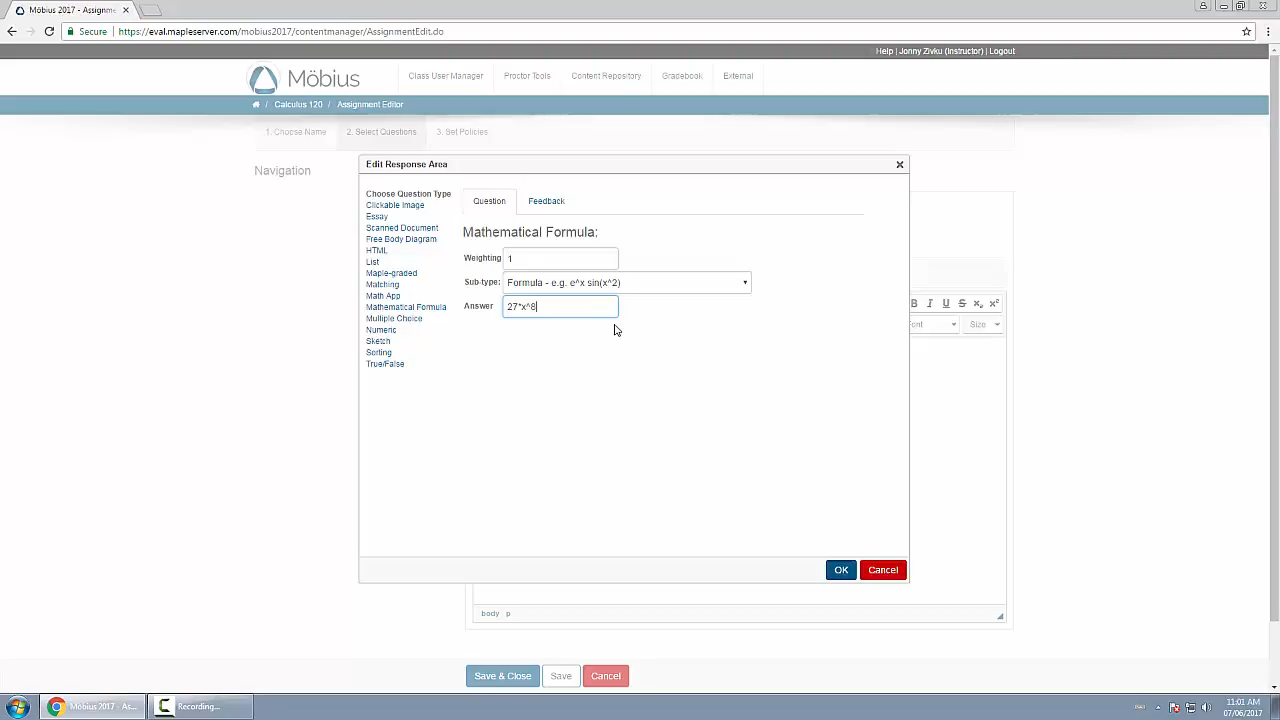 Möbius 2017 - Assignme
Secure
https://eval.mapleserver.com/mobius2017/contentmanager/AssignmentEdit.do
Help | Jonny Zivku (Instructor) | Logout
Möbius
Class User Manager
Proctor Tools
Content Repository
Gradebook
External
/ Calculus 120 / Assignment Editor
1. Choose Name
2. Select Questions
3. Set Policies
Navigation
Edit Response Area
Choose Question Type
Clickable Image
Essay
Scanned Document
Free Body Diagram
HTML
List
Maple-graded
Matching
Math App
Mathematical Formula
Multiple Choice
Numeric
Sketch
Sorting
True/False
Question
Feedback
Mathematical Formula:
Weighting 1
Sub-type: Formula - e.g. e^x sin(x^2)
Answer 27*x^8
B I U S x₂ x²
ont
Size
OK
Cancel
body p
Save & Close
Save
Cancel
Möbius 2017 - As...
Recording...
11:01 AM
07/06/2017